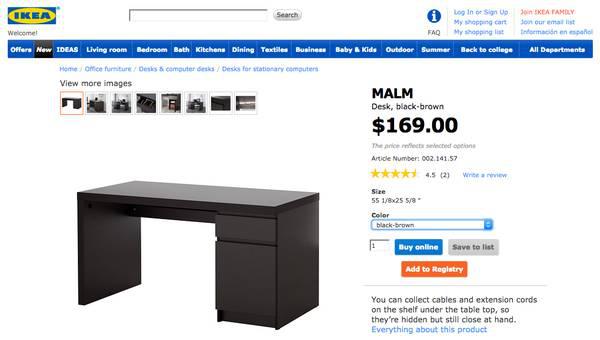 IKEA
Search
FAQ
Log In or Sign Up
My shopping cart
My shopping list
Join IKEA FAMILY
Join our email list
Información en español
Welcome!
Offers New IDEAS Living room Bedroom Bath Kitchens Dining Textiles Business Baby & Kids Outdoor Summer Back to college All Departments
Home / Office furniture / Desks & computer desks / Desks for stationary computers
View more images
MALM
Desk, black-brown
$169.00
The price reflects selected options
Article Number: 002.141.57
4.5 (2) Write a review
Size
55 1/8x25 5/8 "
Color
black-brown
1 Buy online Save to list
Add to Registry
You can collect cables and extension cords
on the shelf under the table top, so
they're hidden but still close at hand.
Everything about this product